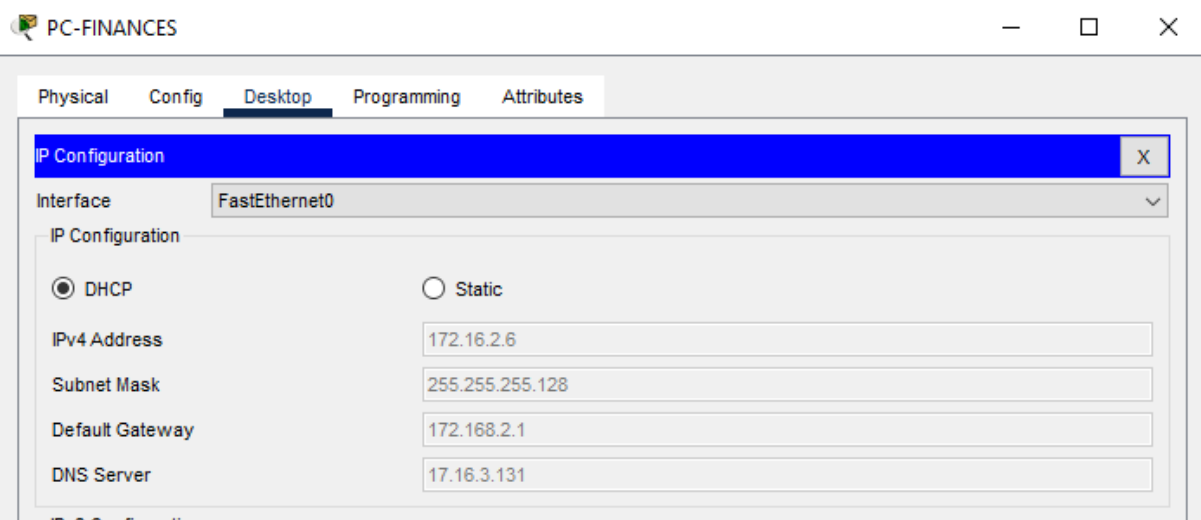 PC-FINANCES
Physical Config Desktop Programming Attributes
IP Configuration X
Interface FastEthernet0
IP Configuration
DHCP Static
IPv4 Address 172.16.2.6
Subnet Mask 255.255.255.128
Default Gateway 172.168.2.1
DNS Server 17.16.3.131